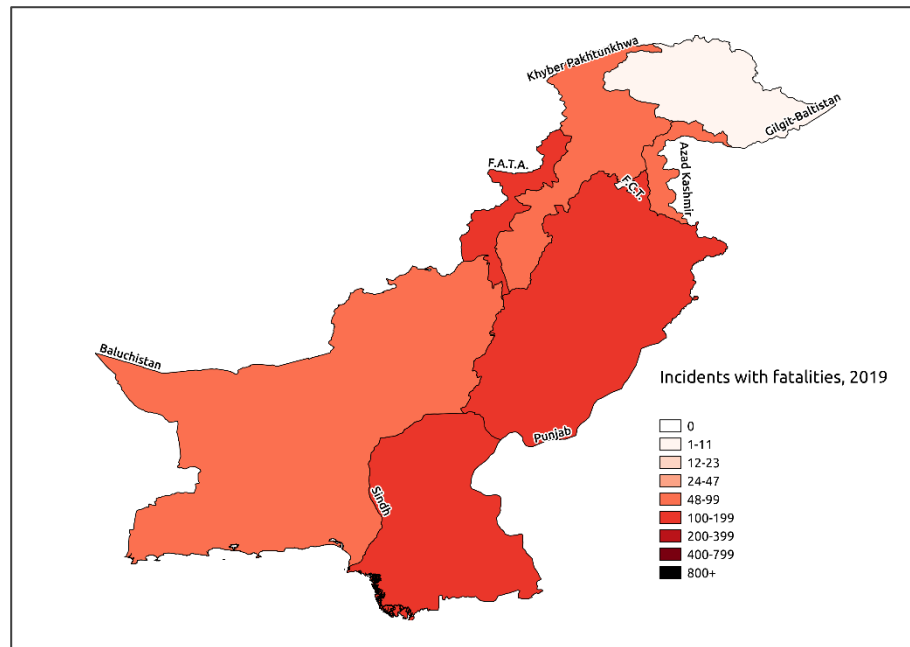 Khyber Pakhtunkhwa
Gilgit-Baltistan
Azad Kashmir
F.A.T.A.
F.C.T.
Baluchistan
Punjab
Sindh
Incidents with fatalities, 2019
0
1-11
12-23
24-47
48-99
100-199
200-399
400-799
800+